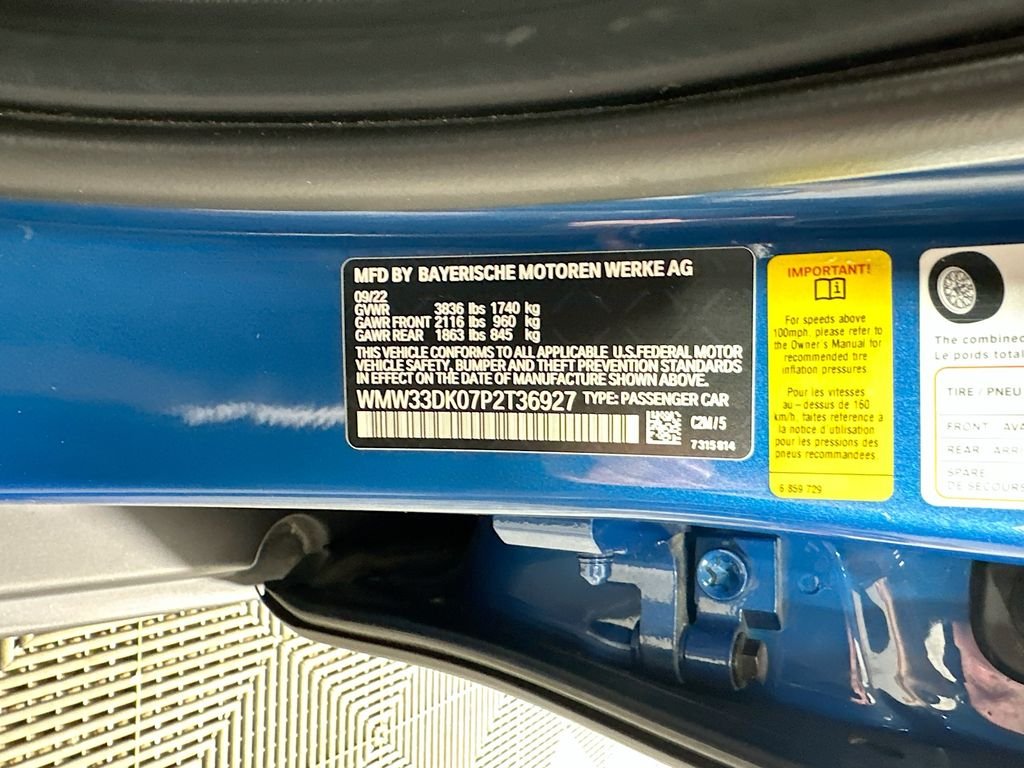 MFD BY BAYERISCHE MOTOREN WERKE AG
09/22
GVWR 3836 lbs 1740 kg
GAWR FRONT 2116 lbs 960 kg
GAWR REAR 1863 lbs 845 kg
THIS VEHICLE CONFORMS TO ALL APPLICABLE U.S.FEDERAL MOTOR
VEHICLE SAFETY, BUMPER AND THEFT PREVENTION STANDARDS
IN EFFECT ON THE DATE OF MANUFACTURE SHOWN ABOVE.
WMW33DK07P2T36927 TYPE: PASSENGER CAR
C2M/5
7315814
IMPORTANT!
For speeds above
100mph, please refer to
the Owner's Manual for
recommended tire
inflation pressures.
Pour les vitesses
au-dessus de 160
km/h, faites reference a
la notice d'utilisation
pour les pressions des
pneus recommandees.
6 859 729
The combined
Le poids total
TIRE / PNEU
FRONT
REAR
SPARE
DE SECOURS